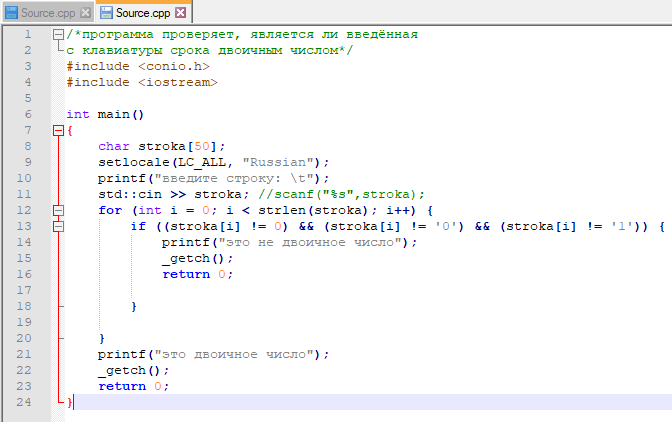 Source.cpp Source.cpp
1 /*программа проверяет, является ли введённая
2 с клавиатуры срока двоичным числом*/
3 #include <conio.h>
4 #include <iostream>
5
6 int main()
7 {
8 char stroka[50];
9 setlocale(LC_ALL, "Russian");
10 printf("введите строку: \t");
11 std::cin >> stroka; //scanf("%s",stroka);
12 for (int i = 0; i < strlen(stroka); i++) {
13 if ((stroka[i] != 0) && (stroka[i] != '0') && (stroka[i] != '1')) {
14 printf("это не двоичное число");
15 _getch();
16 return 0;
17
18 }
19
20 }
21 printf("это двоичное число");
22 _getch();
23 return 0;
24 }